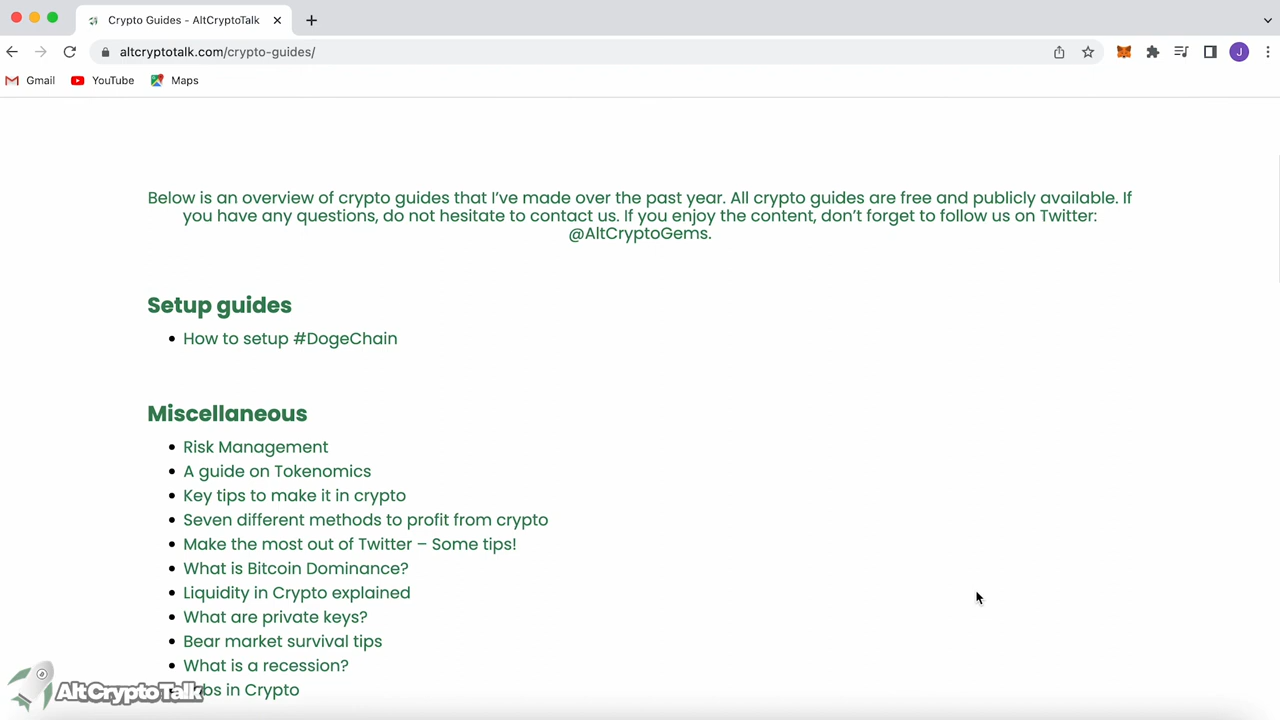 Crypto Guides - AltCryptoTalk
altcryptotalk.com/crypto-guides/
J
Gmail YouTube Maps
Below is an overview of crypto guides that I’ve made over the past year. All crypto guides are free and publicly available. If
you have any questions, do not hesitate to contact us. If you enjoy the content, don’t forget to follow us on Twitter:
@AltCryptoGems.
Setup guides
How to setup #DogeChain
Miscellaneous
Risk Management
A guide on Tokenomics
Key tips to make it in crypto
Seven different methods to profit from crypto
Make the most out of Twitter – Some tips!
What is Bitcoin Dominance?
Liquidity in Crypto explained
What are private keys?
Bear market survival tips
What is a recession?
in Crypto
AltCryptoTalk